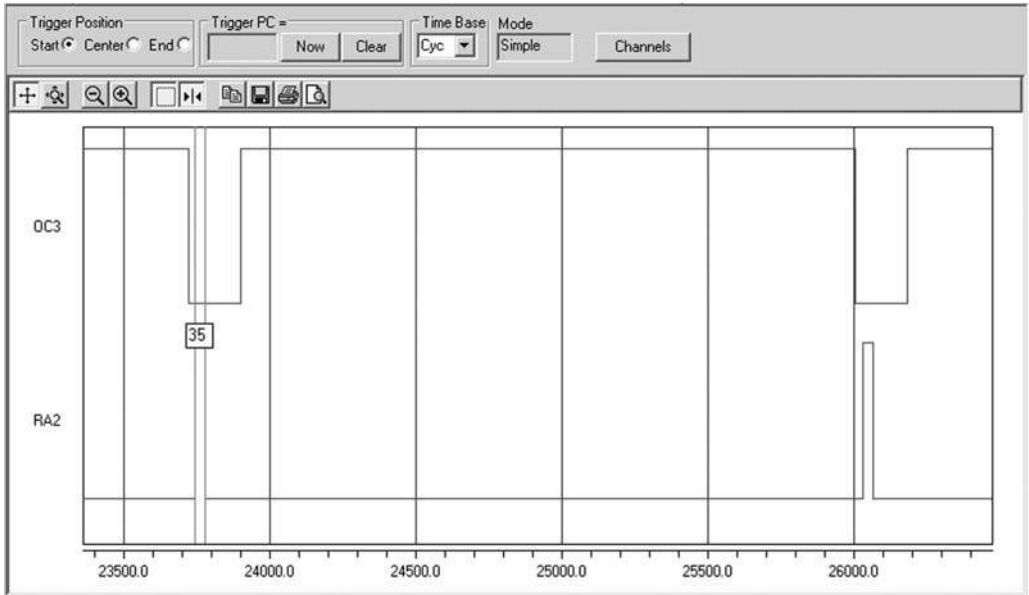 Trigger Position
Trigger PC =
Time Base
Mode
Start Center End
Now
Clear
Cyc
Simple
Channels
OC3
35
RA2
23500.0 24000.0 24500.0 25000.0 25500.0 26000.0